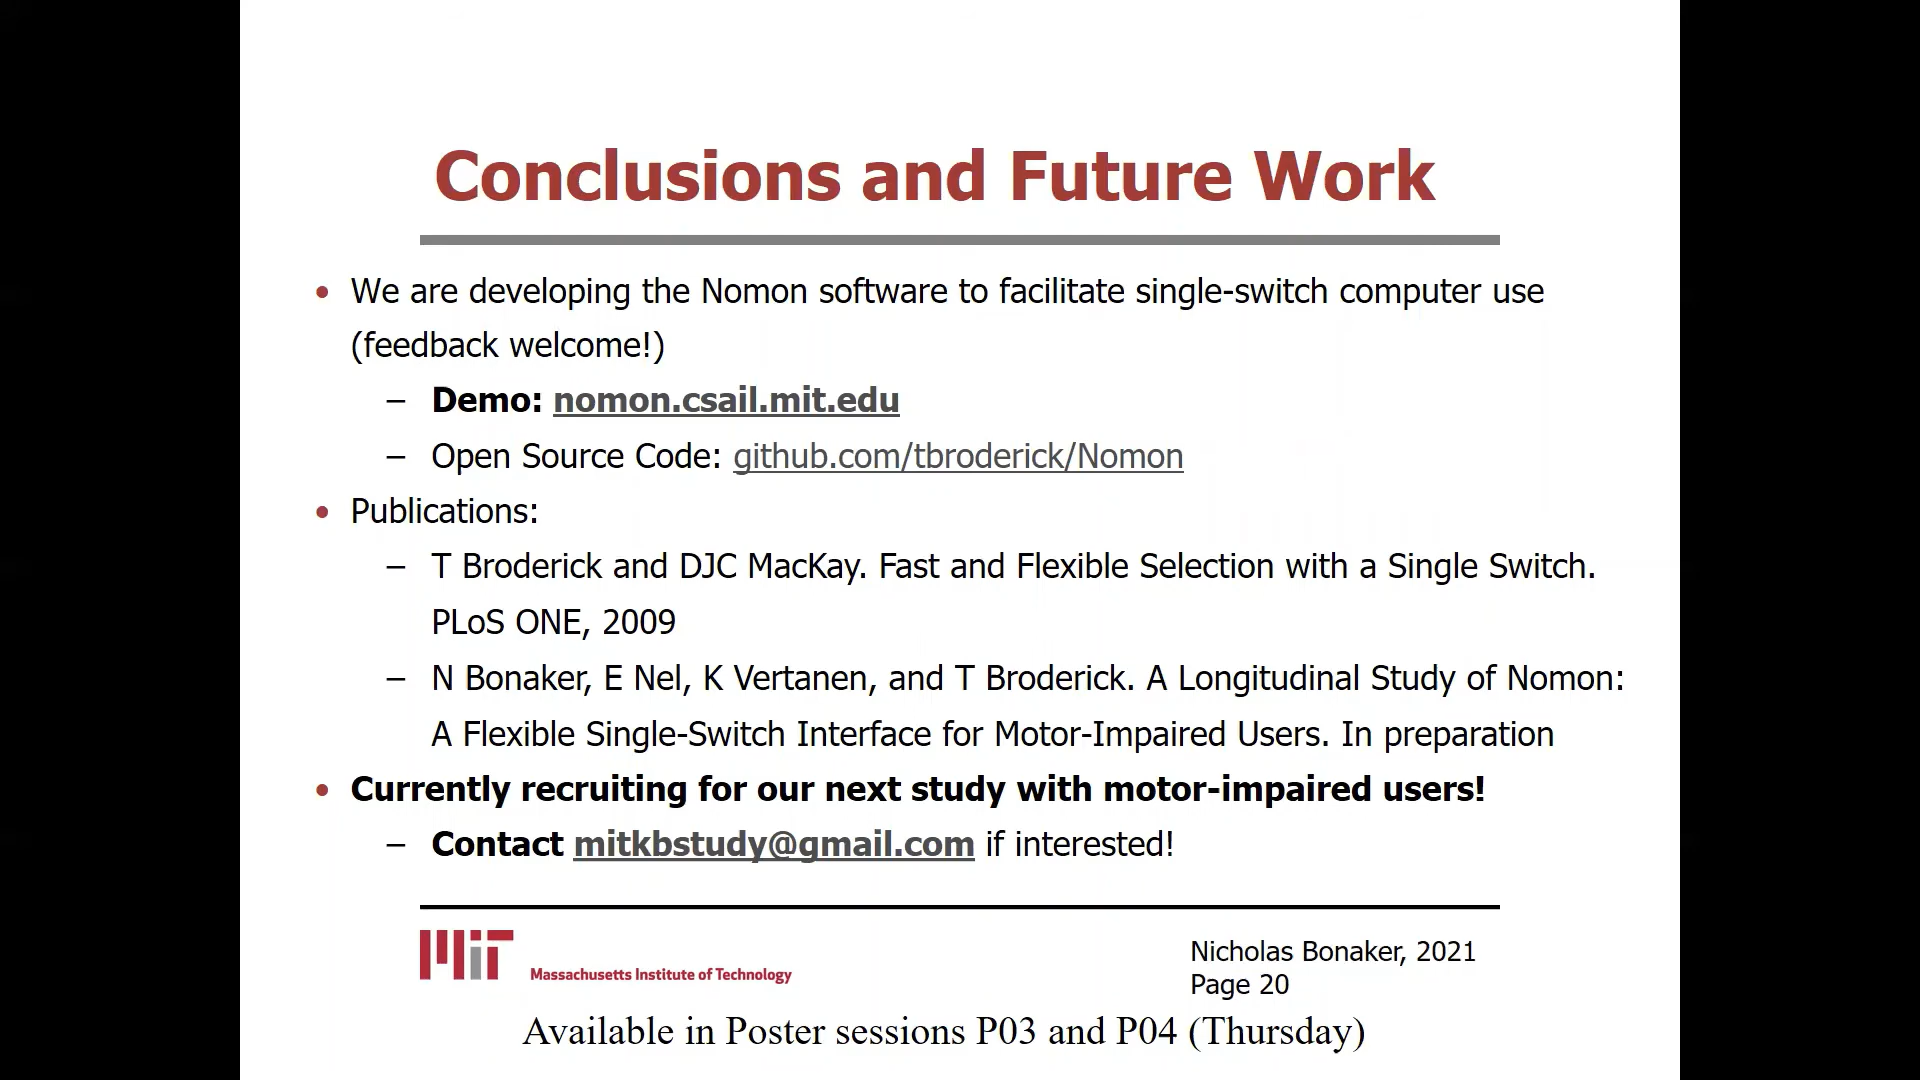 Conclusions and Future Work
• We are developing the Nomon software to facilitate single-switch computer use
(feedback welcome!)
– Demo: nomon.csail.mit.edu
– Open Source Code: github.com/tbroderick/Nomon
• Publications:
– T Broderick and DJC MacKay. Fast and Flexible Selection with a Single Switch.
PLoS ONE, 2009
– N Bonaker, E Nel, K Vertanen, and T Broderick. A Longitudinal Study of Nomon:
A Flexible Single-Switch Interface for Motor-Impaired Users. In preparation
• Currently recruiting for our next study with motor-impaired users!
– Contact mitkbstudy@gmail.com if interested!
MIT Massachusetts Institute of Technology
Nicholas Bonaker, 2021
Page 20
Available in Poster sessions P03 and P04 (Thursday)